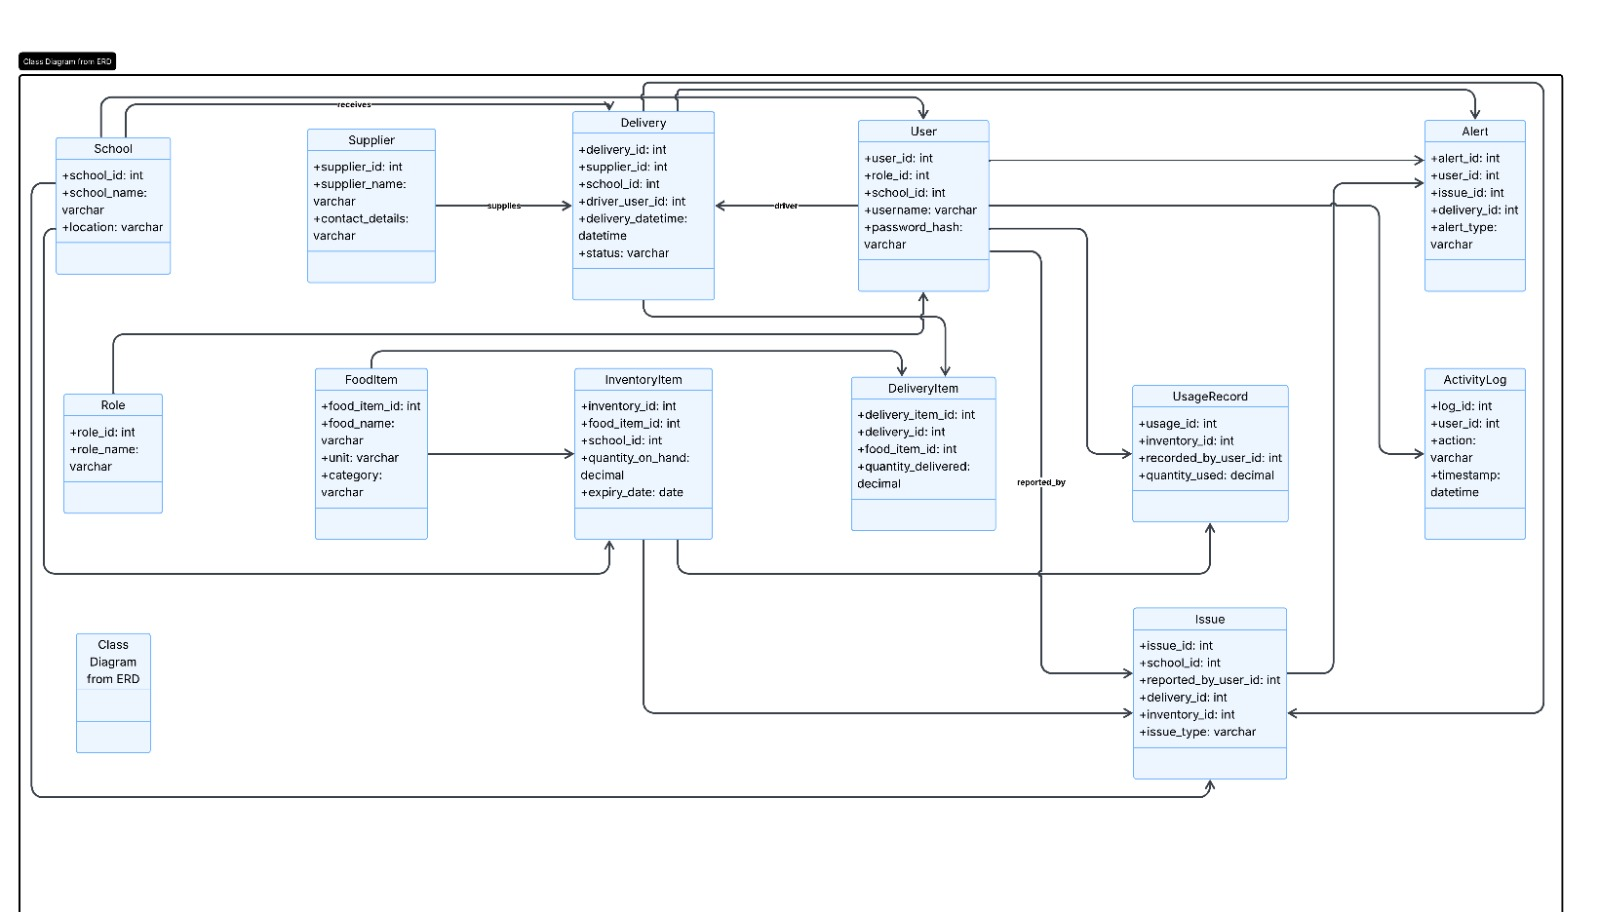 Class Diagram from ERD
receives
School
+school_id: int
+school_name:
varchar
+location: varchar
Supplier
+supplier_id: int
+supplier_name:
varchar
+contact_details:
varchar
supplies
Delivery
+delivery_id: int
+supplier_id: int
+school_id: int
+driver_user_id: int
+delivery_datetime:
datetime
+status: varchar
driver
User
+user_id: int
+role_id: int
+school_id: int
+username: varchar
+password_hash:
varchar
Alert
+alert_id: int
+user_id: int
+issue_id: int
+delivery_id: int
+alert_type:
varchar
Role
+role_id: int
+role_name:
varchar
FoodItem
+food_item_id: int
+food_name:
varchar
+unit: varchar
+category:
varchar
InventoryItem
+inventory_id: int
+food_item_id: int
+school_id: int
+quantity_on_hand:
decimal
+expiry_date: date
DeliveryItem
+delivery_item_id: int
+delivery_id: int
+food_item_id: int
+quantity_delivered:
decimal
reported_by
UsageRecord
+usage_id: int
+inventory_id: int
+recorded_by_user_id: int
+quantity_used: decimal
ActivityLog
+log_id: int
+user_id: int
+action:
varchar
+timestamp:
datetime
Class
Diagram
from ERD
Issue
+issue_id: int
+school_id: int
+reported_by_user_id: int
+delivery_id: int
+inventory_id: int
+issue_type: varchar